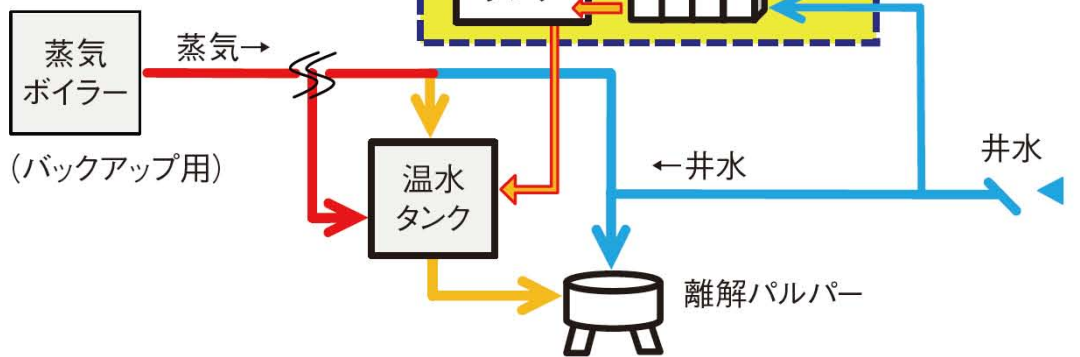 蒸気→
蒸気
ボイラー
(バックアップ用)
温水
タンク
←井水
井水
離解パルパー